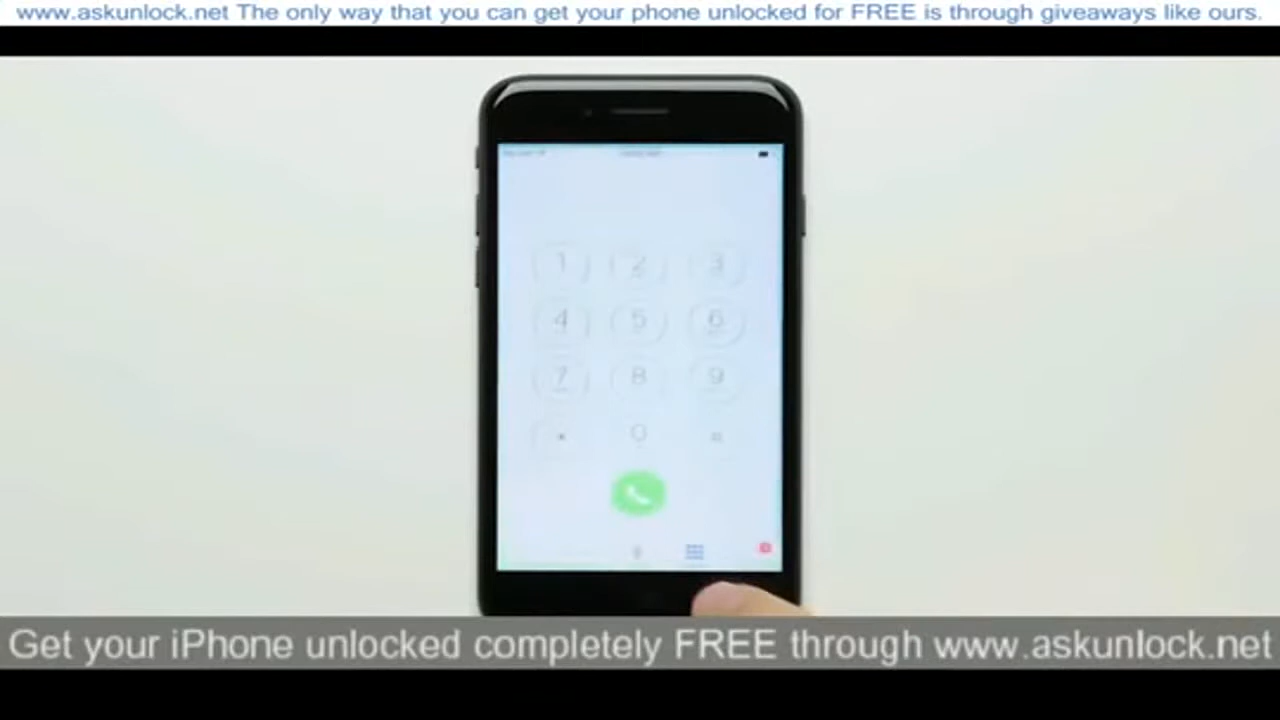 www.askunlock.net The only way that you can get your phone unlocked for FREE is through giveaways like ours.
1 2 3
4 5 6
7 8 9
0
Get your iPhone unlocked completely FREE through www.askunlock.net